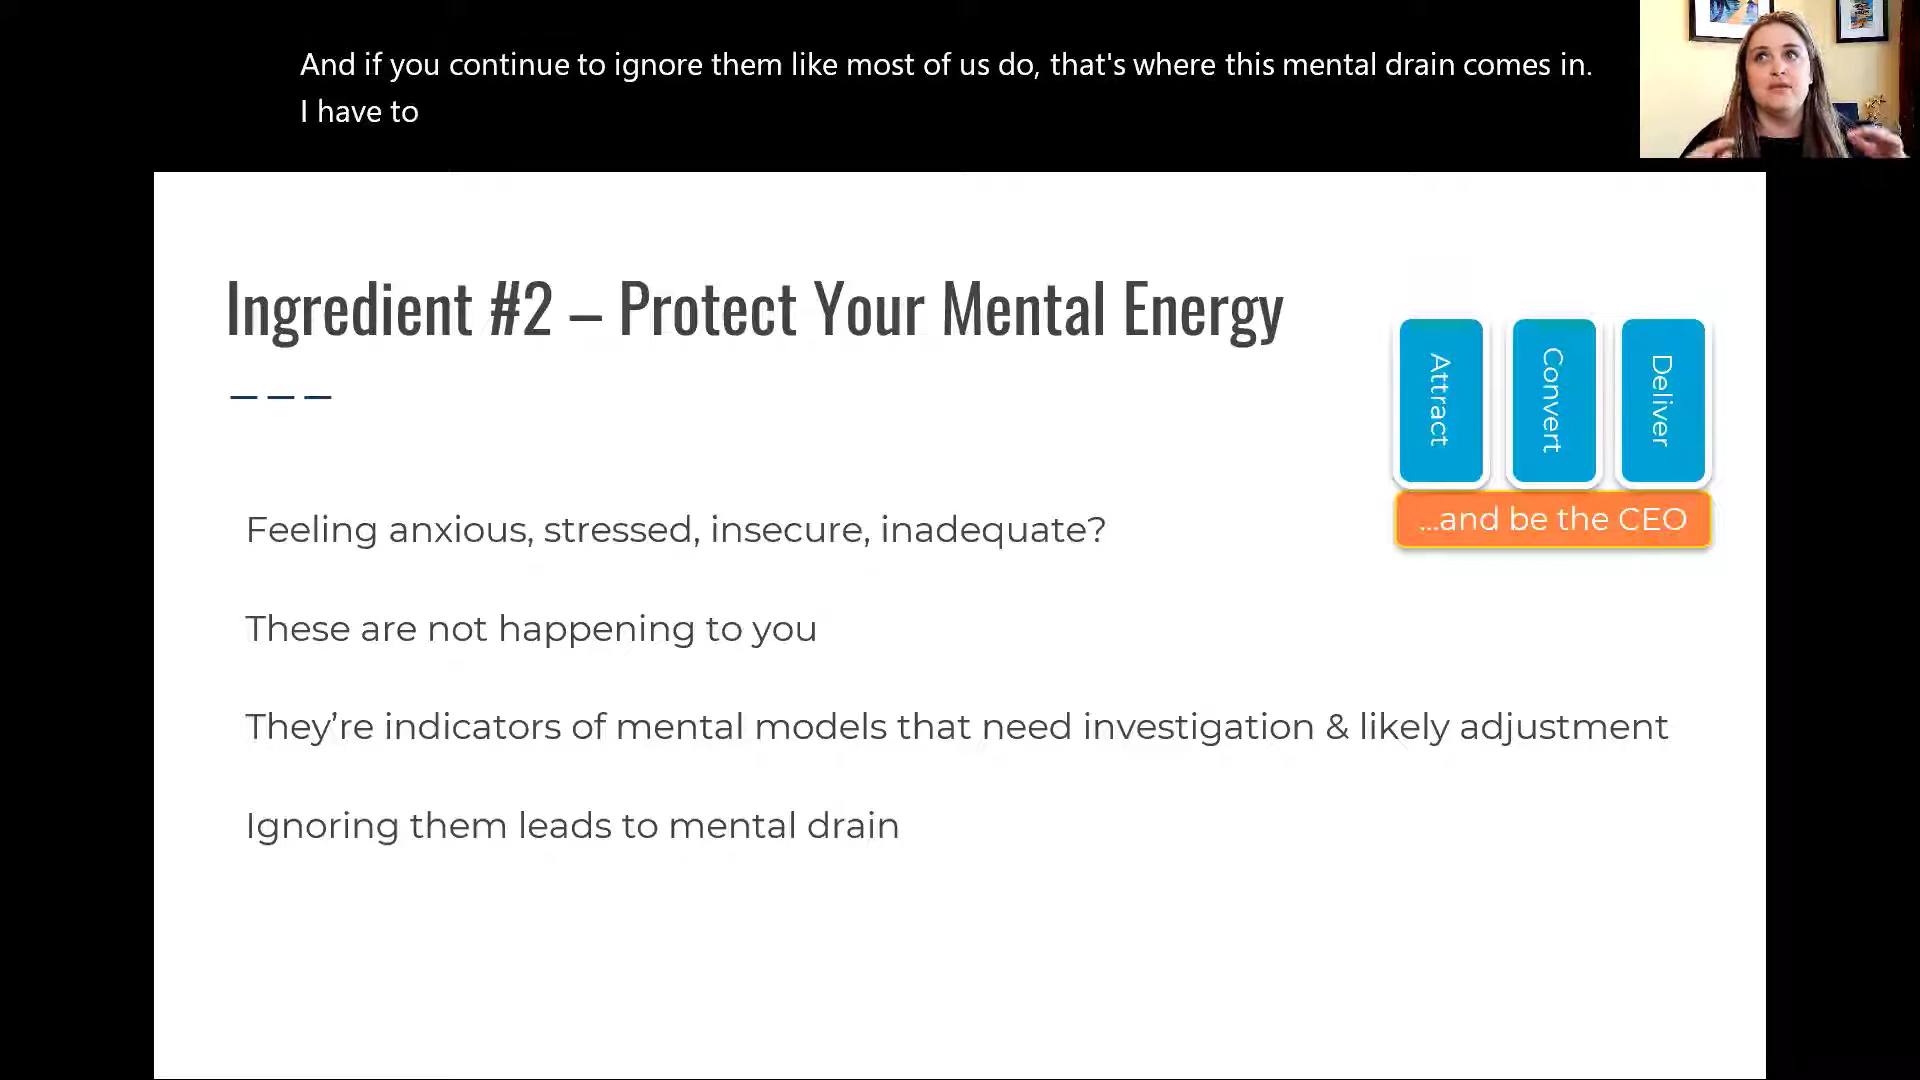 And if you continue to ignore them like most of us do, that's where this mental drain comes in.
I have to
Ingredient #2 – Protect Your Mental Energy
Attract
Convert
Deliver
...and be the CEO
Feeling anxious, stressed, insecure, inadequate?
These are not happening to you
They’re indicators of mental models that need investigation & likely adjustment
Ignoring them leads to mental drain